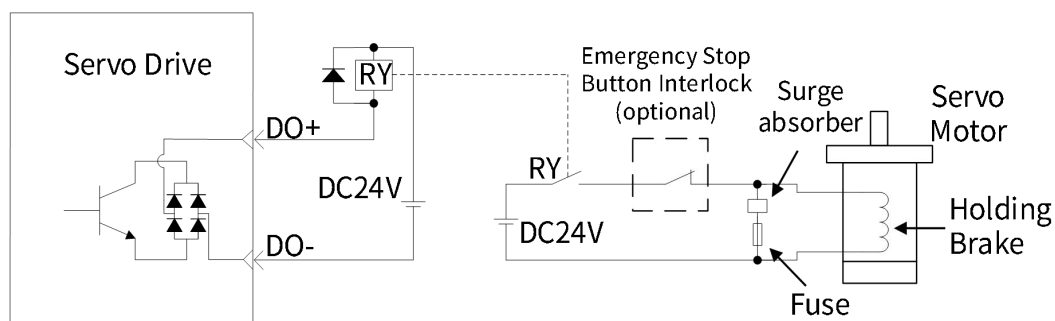 Servo Drive
RY
DO+
DC24V
DO-
Emergency Stop
Button Interlock
(optional)
RY
DC24V
Surge
absorber
Servo
Motor
Holding
Brake
Fuse